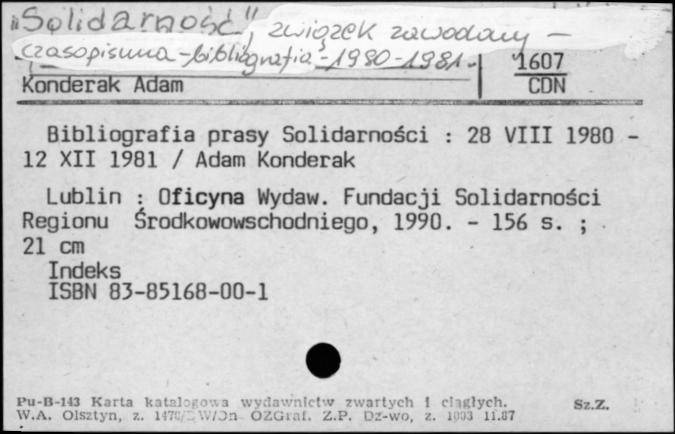 "Solidarność", związek zawodowy –
czasopisma – bibliografia – 1980-1981.
1607
CDN
Konderak Adam
Bibliografia prasy Solidarności : 28 VIII 1980 -
12 XII 1981 / Adam Konderak
Lublin : Oficyna Wydaw. Fundacji Solidarności
Regionu Środkowowschodniego, 1990. - 156 s. ;
21 cm
Indeks
ISBN 83-85168-00-1
Pu-B-143 Karta katalogowa wydawnictw zwartych i ciągłych. Sz.Z.
W.A. Olsztyn, z. OZGraf. Z.P. Dz-wo, z. 11.87